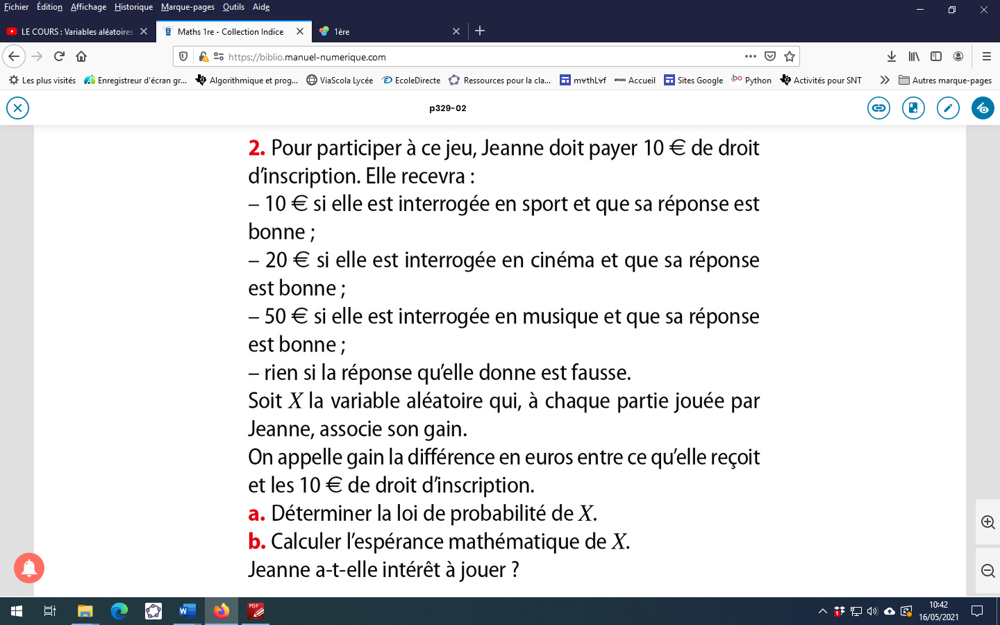 Fichier Édition Affichage Historique Marque-pages Outils Aide
LE COURS : Variables aléatoires
Maths 1re - Collection Indice
1ère
https://biblio.manuel-numerique.com
Les plus visités Enregistreur d'écran gr... Algorithmique et prog... ViaScola Lycée EcoleDirecte Ressources pour la cla... m∀thL∀f Accueil Sites Google Python Activités pour SNT Autres marque-pages
p329-02
2. Pour participer à ce jeu, Jeanne doit payer 10 € de droit
d'inscription. Elle recevra :
– 10 € si elle est interrogée en sport et que sa réponse est
bonne ;
– 20 € si elle est interrogée en cinéma et que sa réponse
est bonne ;
– 50 € si elle est interrogée en musique et que sa réponse
est bonne ;
– rien si la réponse qu'elle donne est fausse.
Soit X la variable aléatoire qui, à chaque partie jouée par
Jeanne, associe son gain.
On appelle gain la différence en euros entre ce qu'elle reçoit
et les 10 € de droit d'inscription.
a. Déterminer la loi de probabilité de X.
b. Calculer l'espérance mathématique de X.
Jeanne a-t-elle intérêt à jouer ?
10:42
16/05/2021